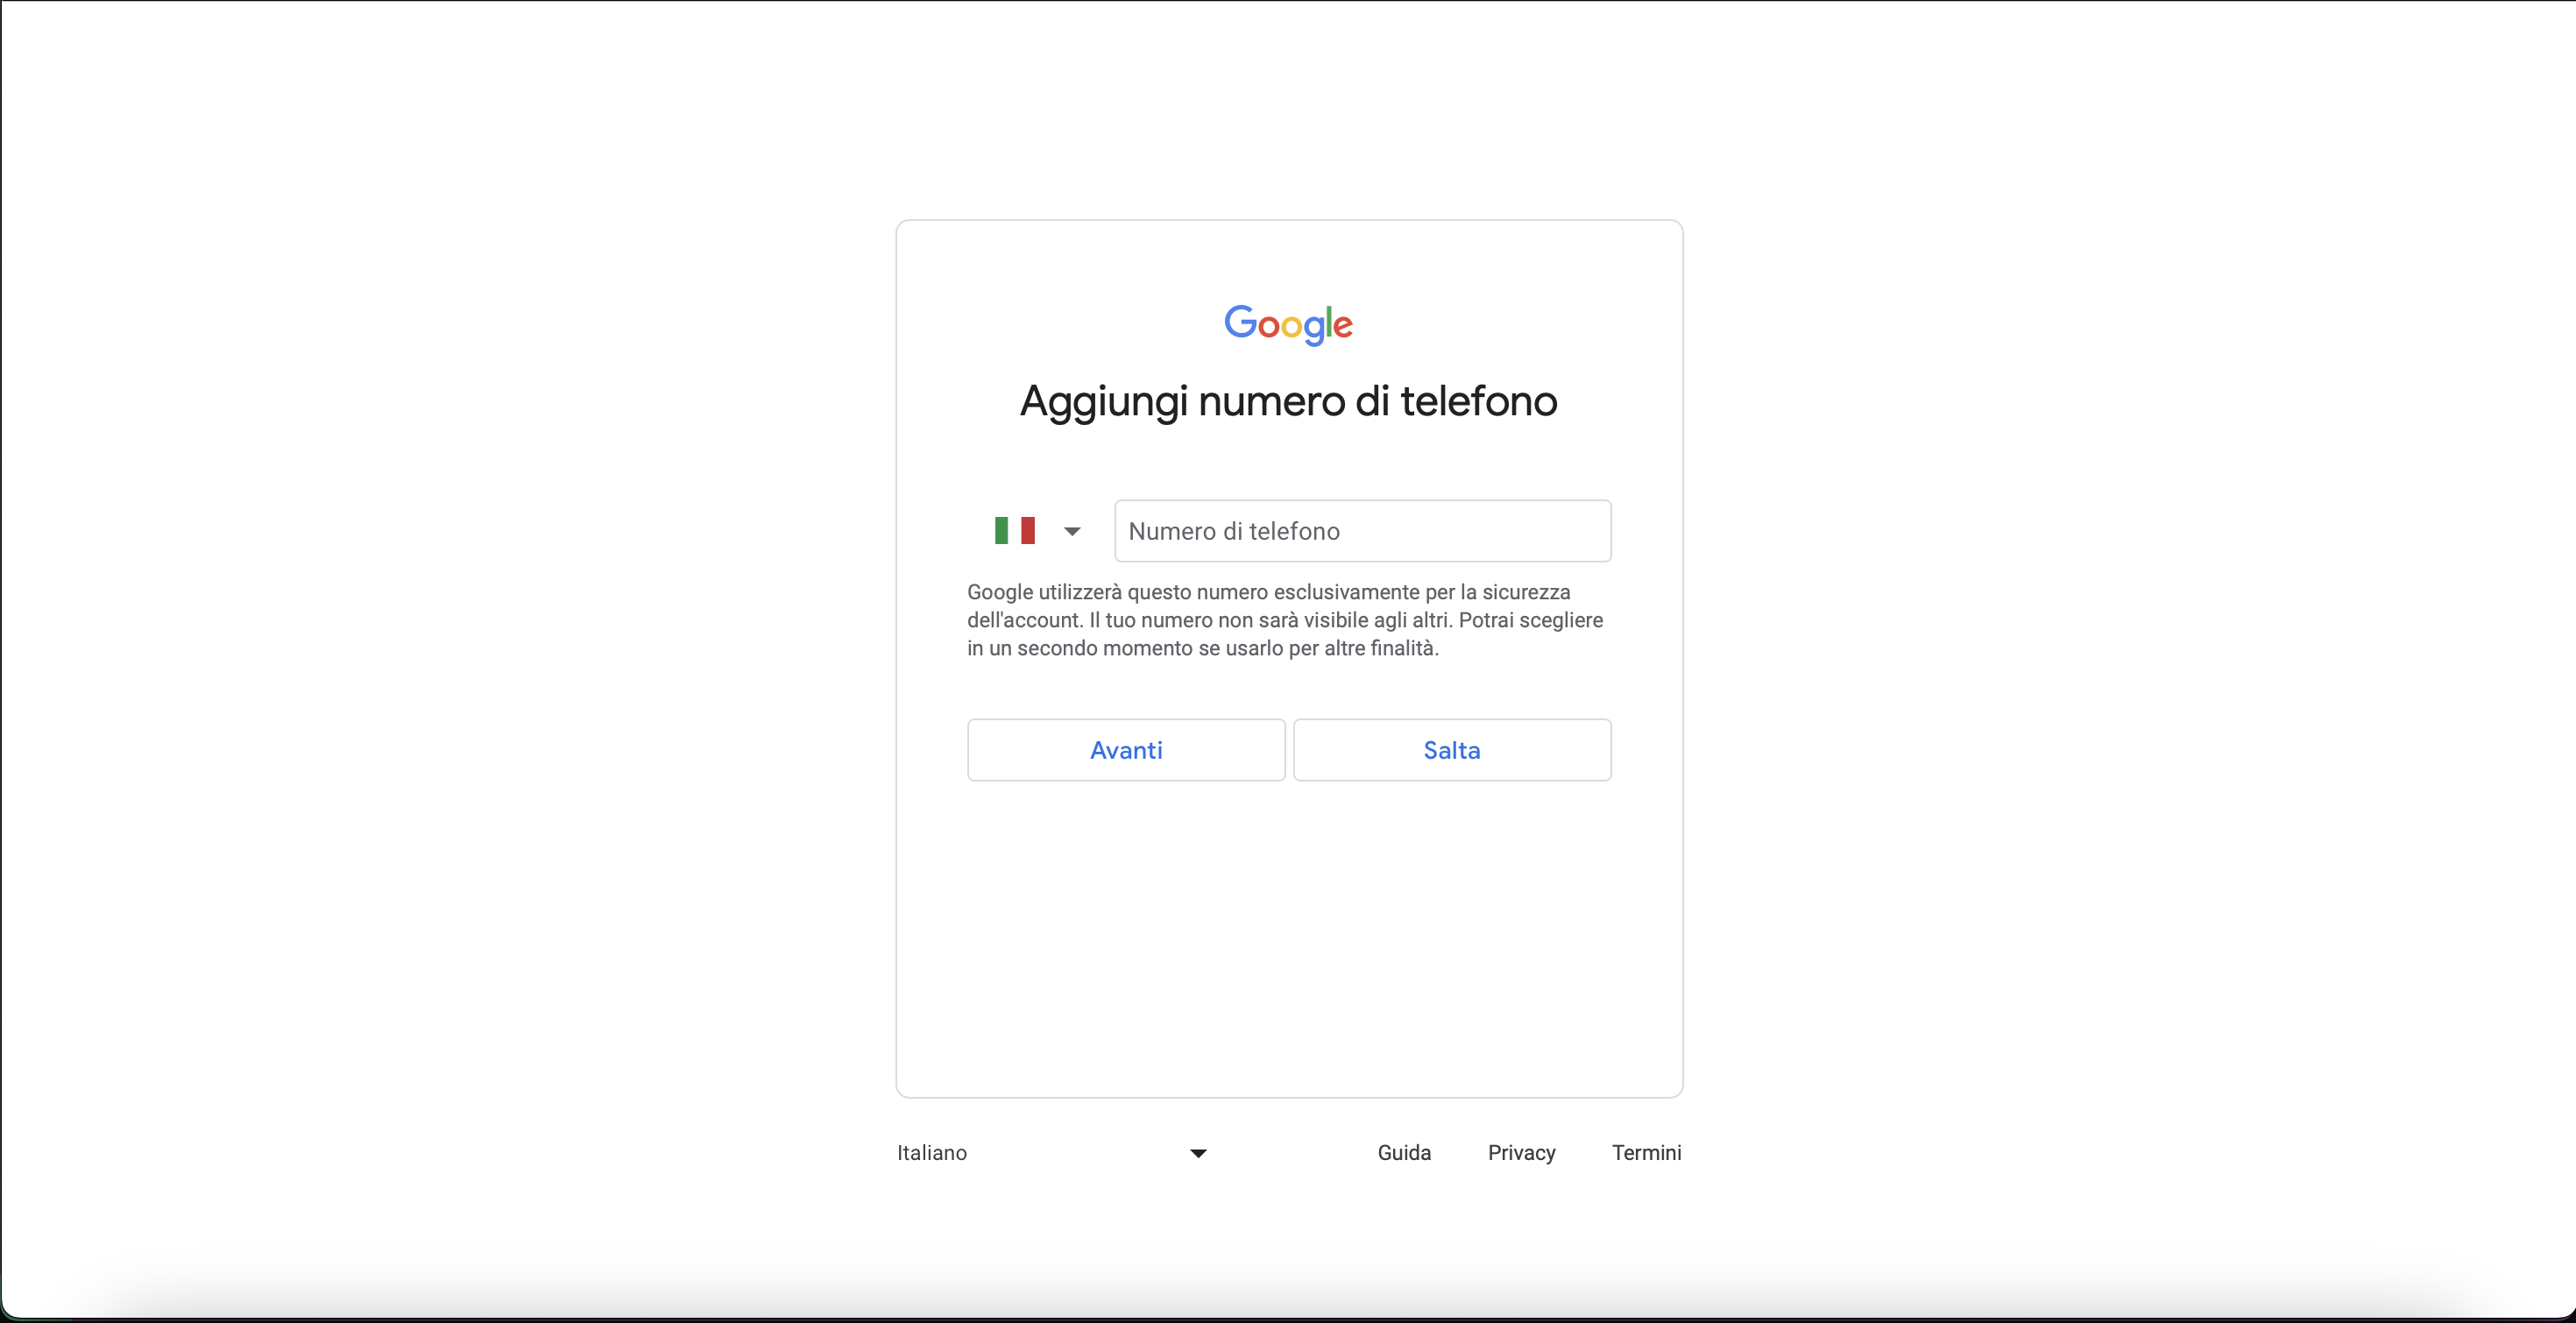 Google
Aggiungi numero di telefono
Numero di telefono
Google utilizzerà questo numero esclusivamente per la sicurezza
dell'account. Il tuo numero non sarà visibile agli altri. Potrai scegliere
in un secondo momento se usarlo per altre finalità.
Avanti Salta
Italiano Guida Privacy Termini